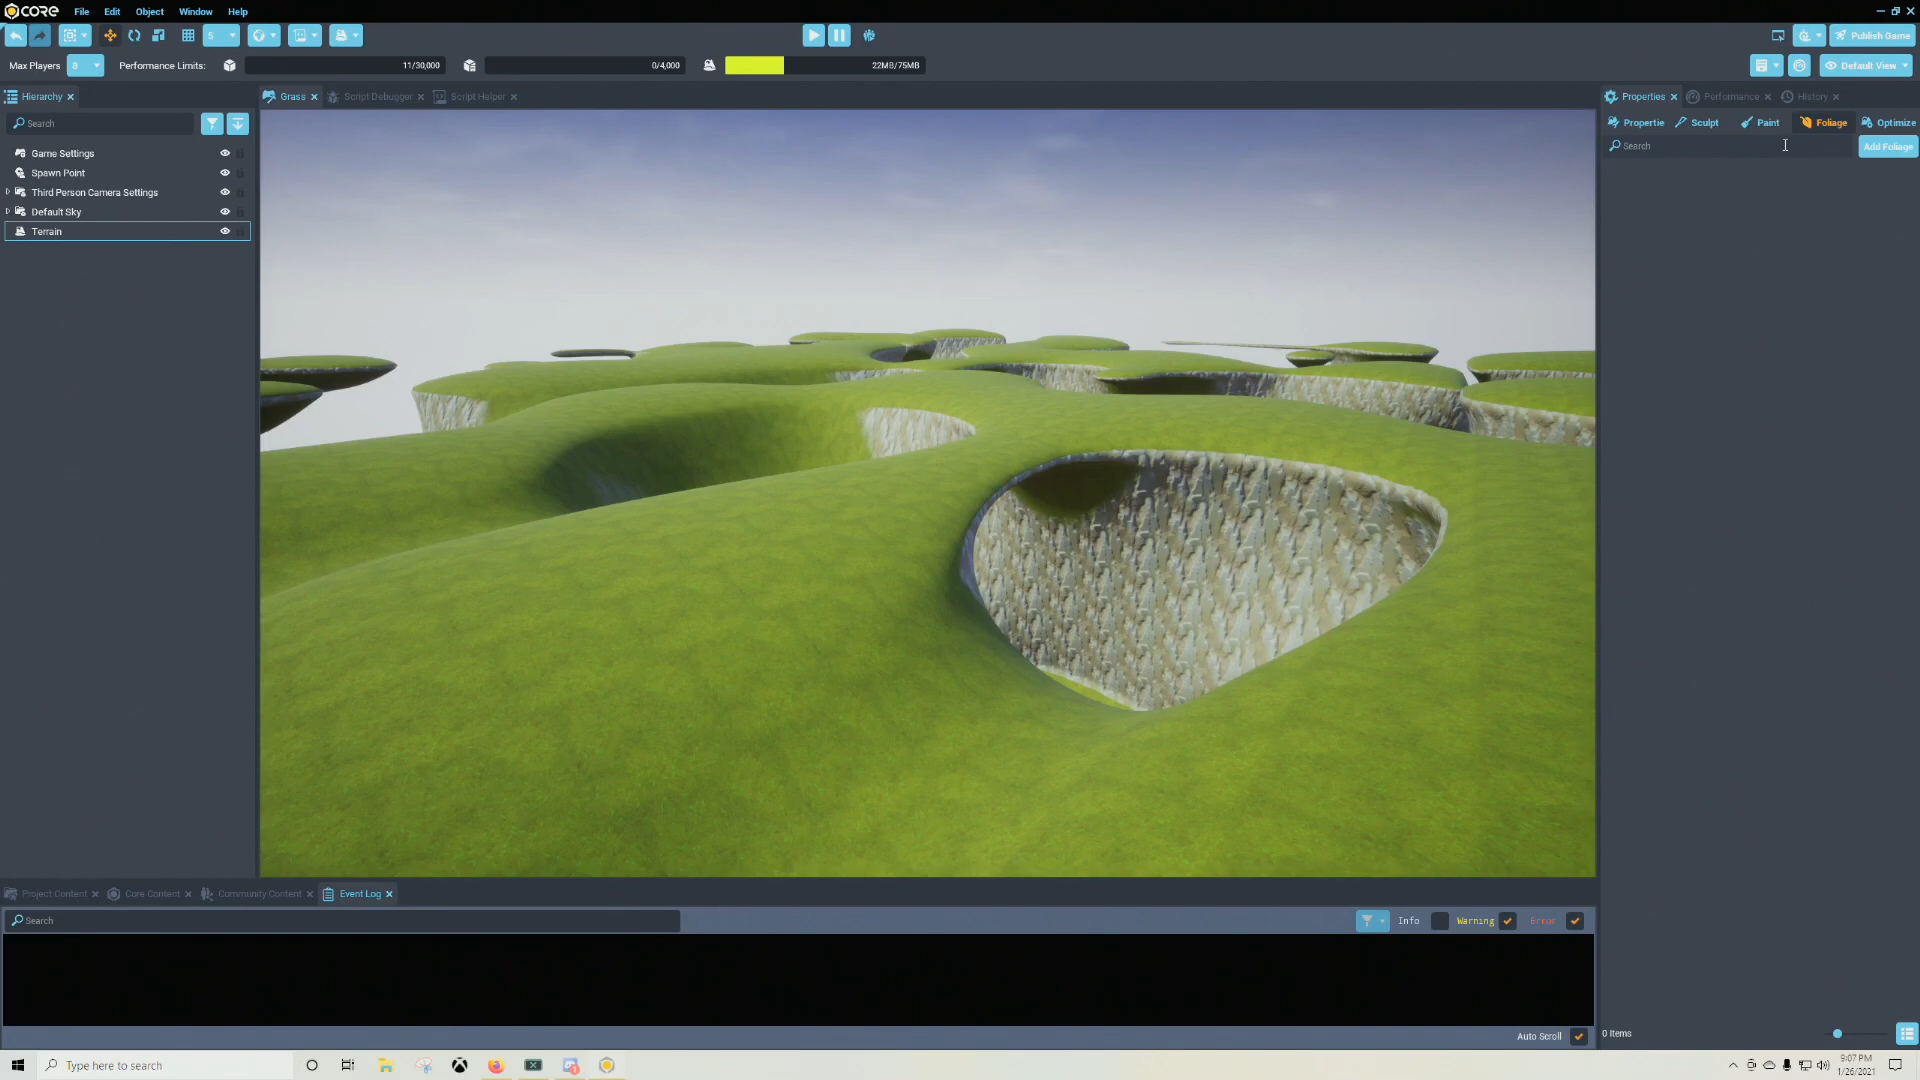 CORE File Edit Object Window Help
5 Publish Game
Max Players 8 Performance Limits: 11/30,000 0/4,000 22MB/75MB Default View
Hierarchy Grass Script Debugger Script Helper Properties Performance History
Search Propertie Sculpt Paint Foliage Optimize
Search Add Foliage
Game Settings
Spawn Point
Third Person Camera Settings
Default Sky
Terrain
Project Content Core Content Community Content Event Log
Search Info Warning Error
0 Items
Auto Scroll
Type here to search
9:07 PM
1/26/2021